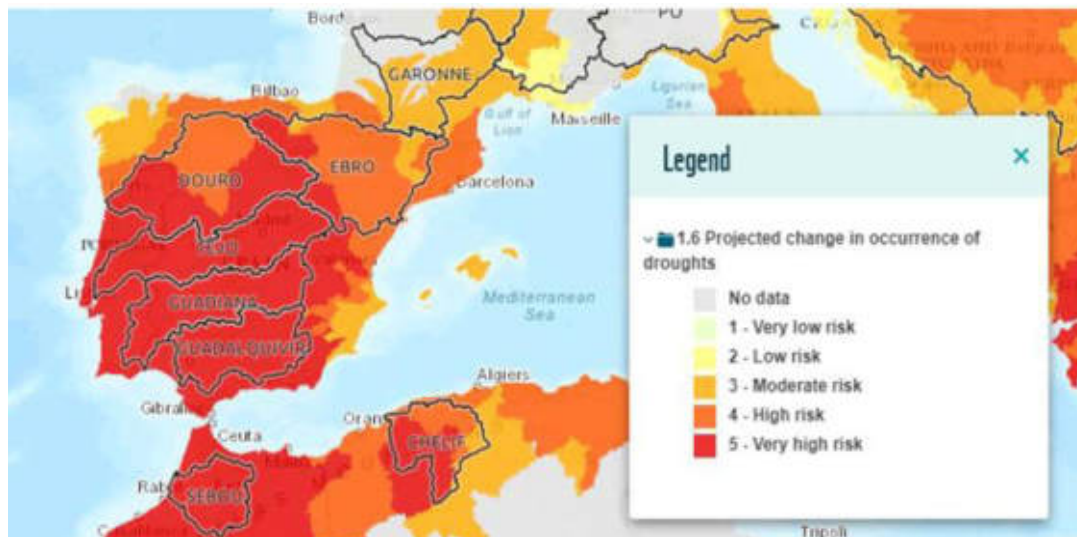 Bord
PO
GARONNE
Ligurian
Sea
Bilbao
Gulf of
Lion
Marseille
EBRO
DOURO
Barcelona
GUADIANA
Mediterranean
Sea
GUADALQUIVIR
Algiers
Gibral
Oran
Ceuta
CHELIF
Rab
SEBOU
Tripoli
Legend
×
1.6 Projected change in occurrence of
droughts
No data
1 - Very low risk
2 - Low risk
3 - Moderate risk
4 - High risk
5 - Very high risk